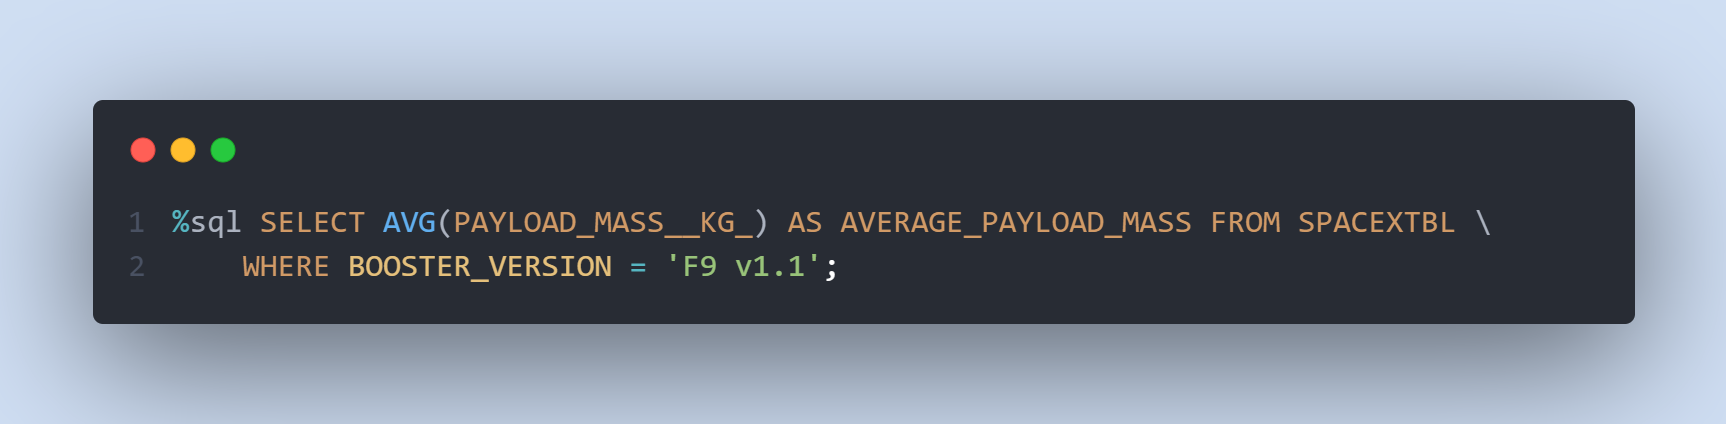 1 %sql SELECT AVG(PAYLOAD_MASS__KG_) AS AVERAGE_PAYLOAD_MASS FROM SPACEXTBL \
2     WHERE BOOSTER_VERSION = 'F9 v1.1';